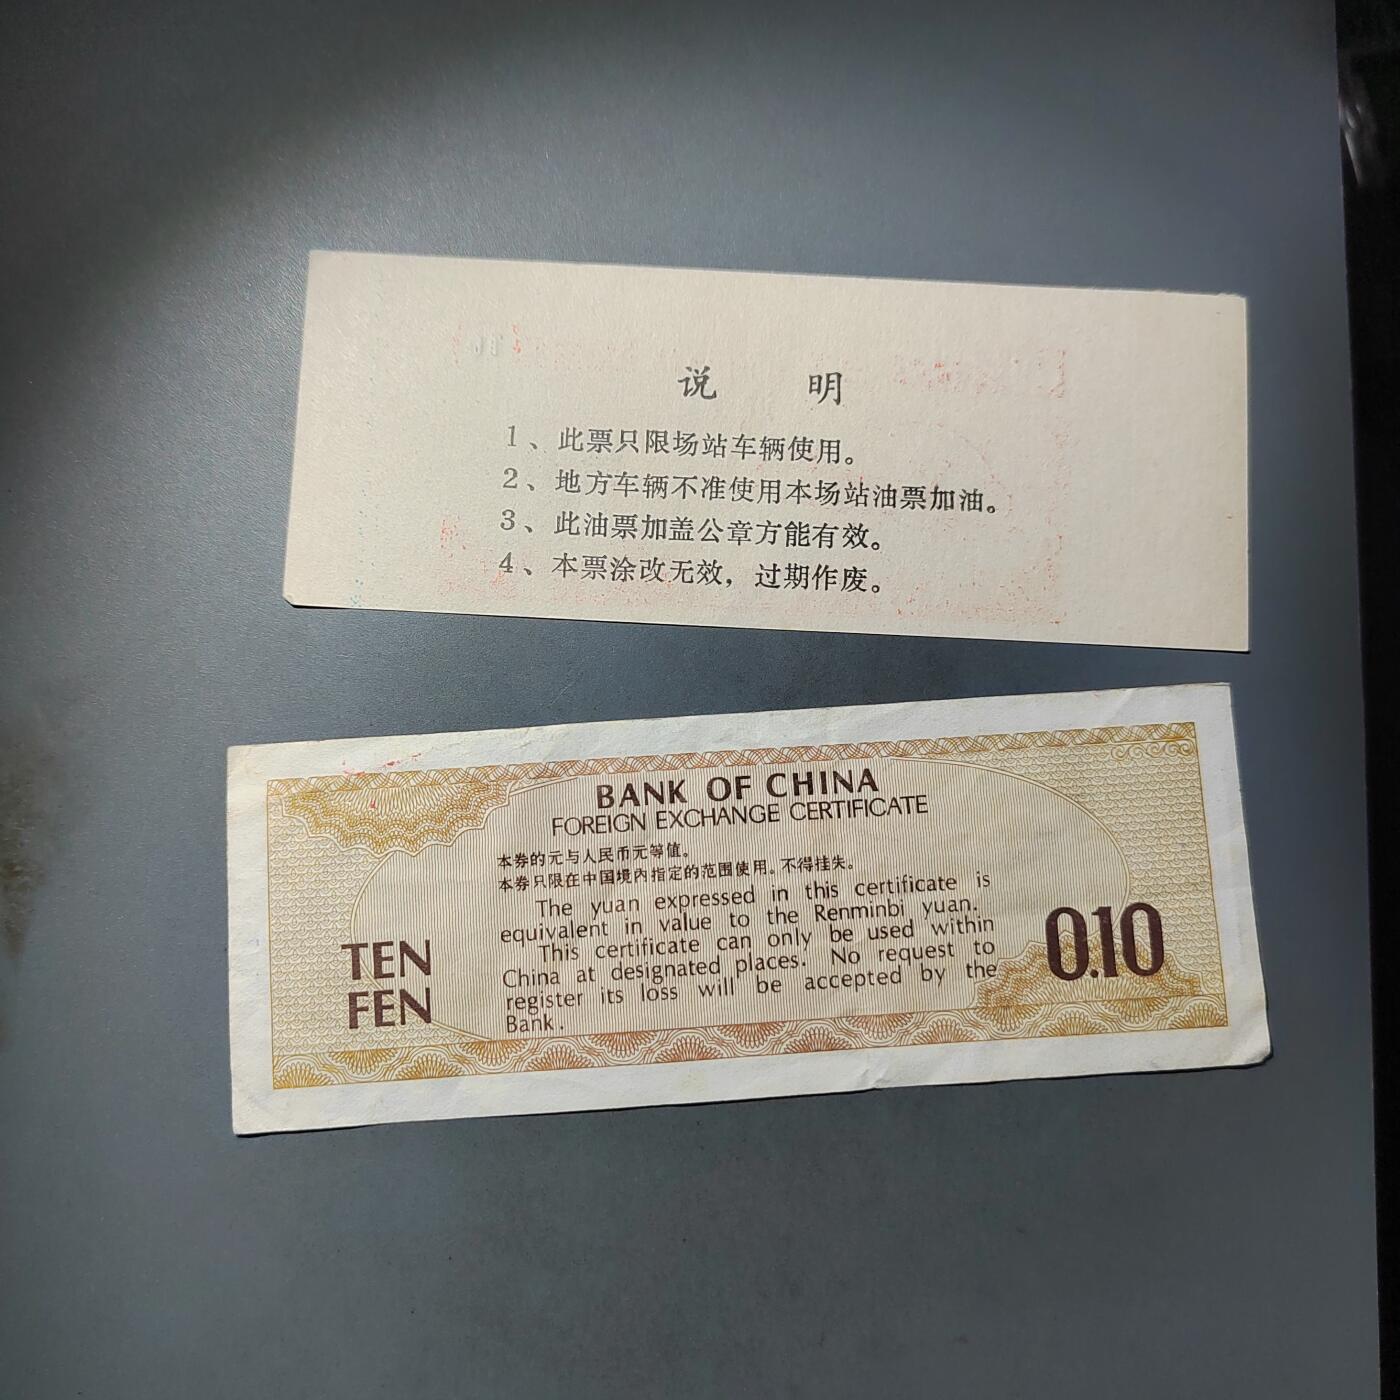 说 明
1、此票只限场站车辆使用。
2、地方车辆不准使用本场站油票加油。
3、此油票加盖公章方能有效。
4、本票涂改无效，过期作废。
BANK OF CHINA
FOREIGN EXCHANGE CERTIFICATE
本券的元与人民币元等值。
本券只限在中国境内指定的范围使用。不得挂失。
The yuan expressed in this certificate is
equivalent in value to the Renminbi yuan.
This certificate can only be used within
China at designated places. No request to
register its loss will be accepted by the
Bank.
TEN
FEN
0.10